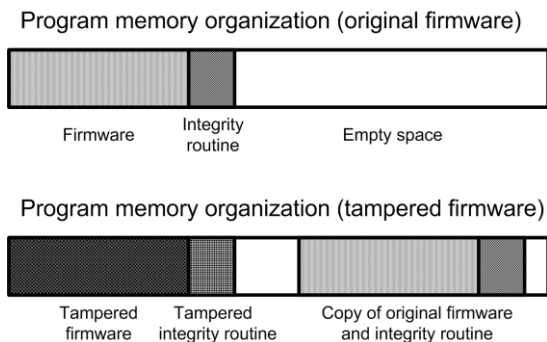 Program memory organization (original firmware)
Firmware
Integrity
routine
Empty space
Program memory organization (tampered firmware)
Tampered
firmware
Tampered
integrity routine
Copy of original firmware
and integrity routine